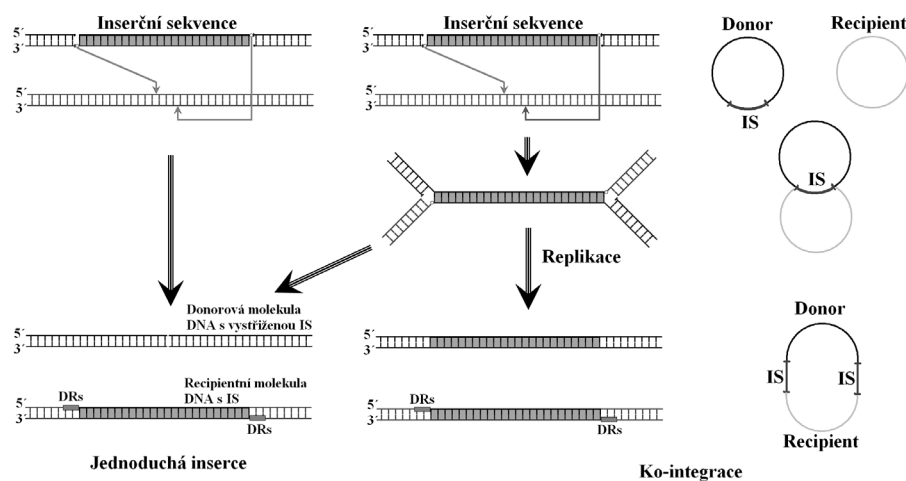 Inserční sekvence
5´
3´
Inserční sekvence
5´
3´
Donor
Recipient
IS
IS
Replikace
Donorová molekula
DNA s vystřiženou IS
5´
3´
5´
3´
Recipientní molekula
DNA s IS
DRs
5´
3´
DRs
DRs
5´
3´
DRs
Donor
IS
IS
Recipient
Jednoduchá inserce
Ko-integrace